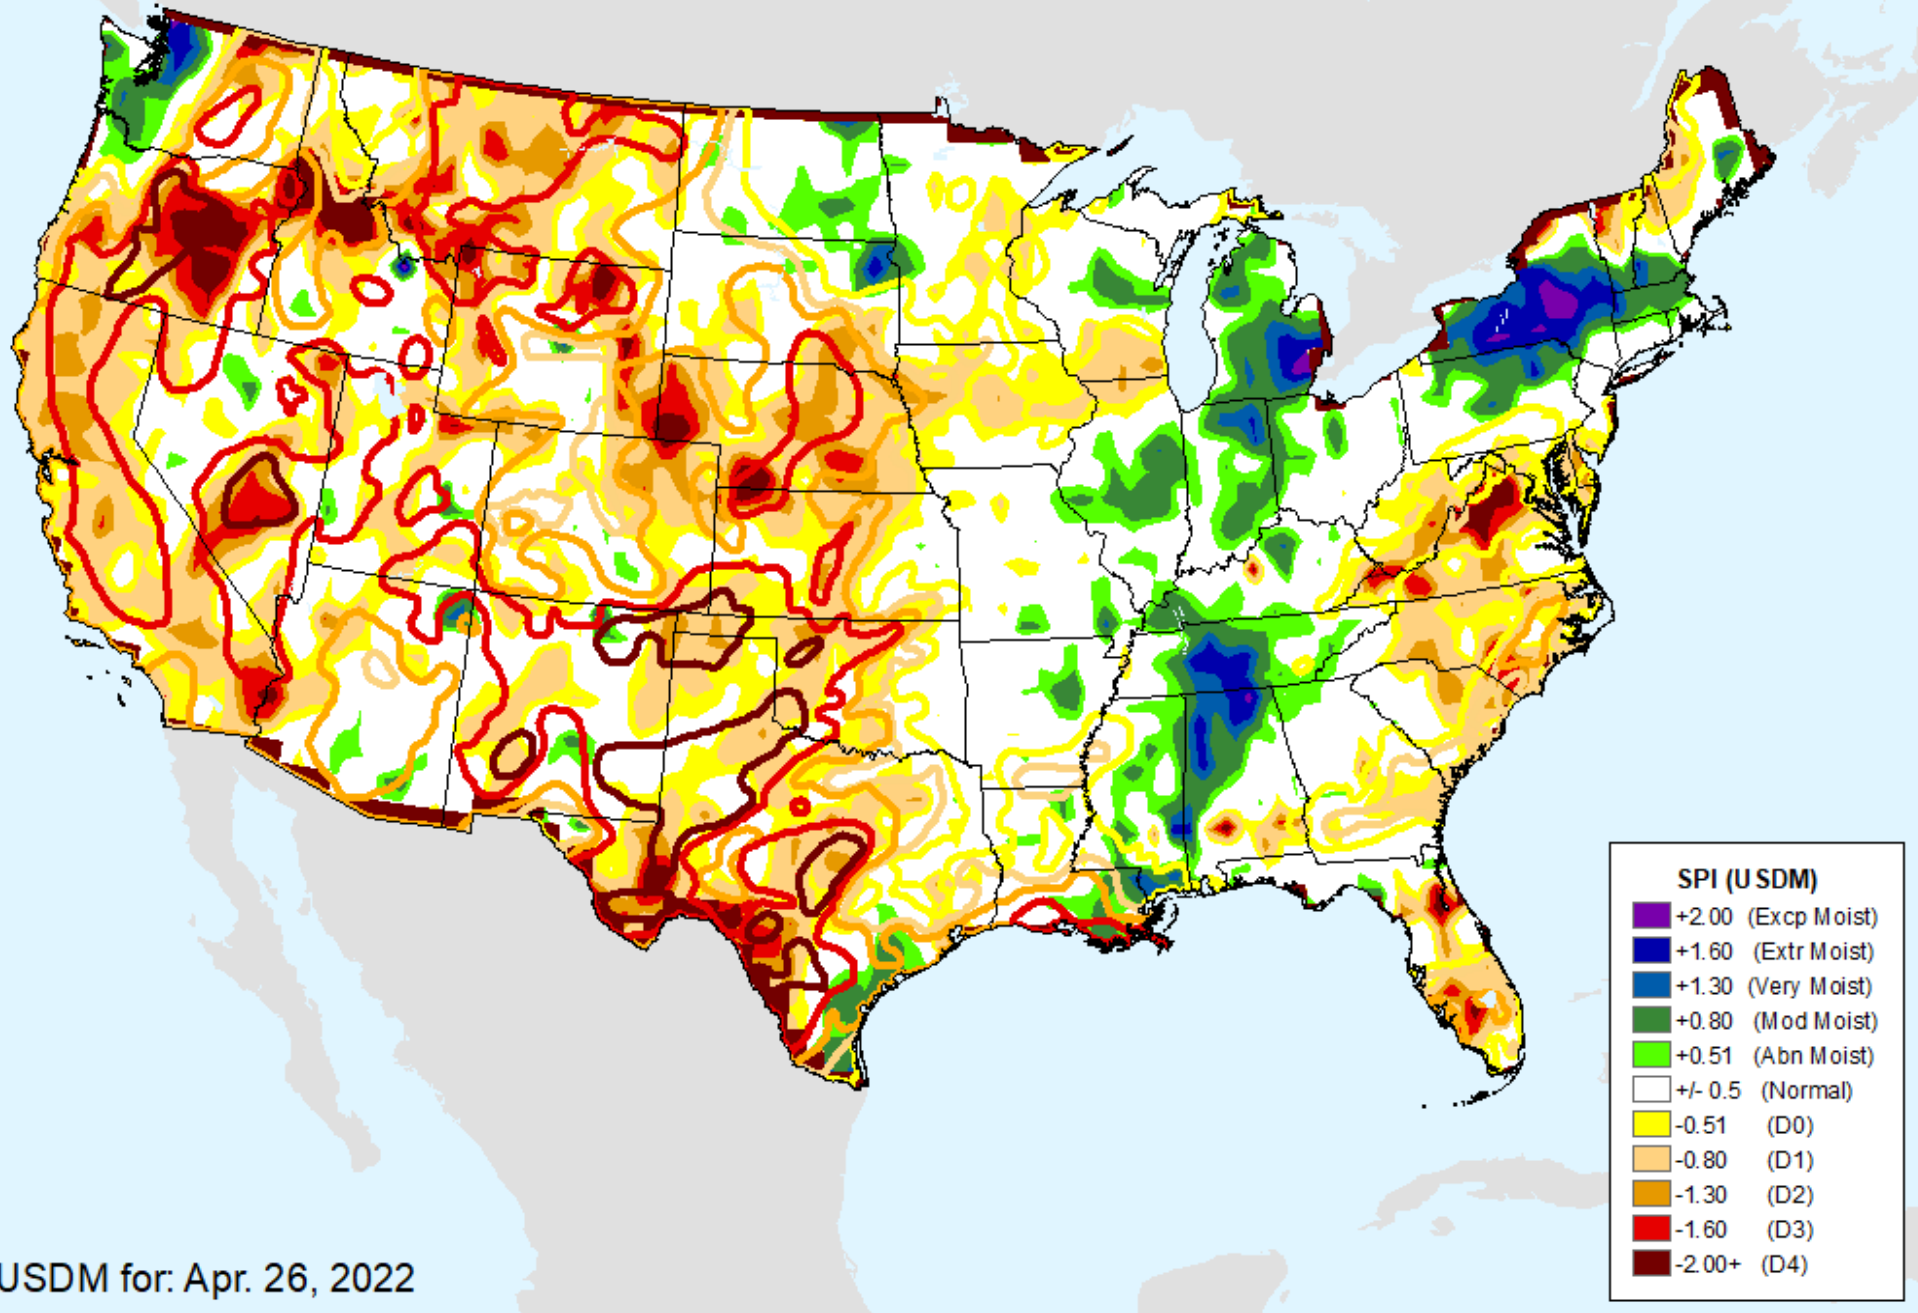 SPI (USDM)
+2.00 (Excp Moist)
+1.60 (Extr Moist)
+1.30 (Very Moist)
+0.80 (Mod Moist)
+0.51 (Abn Moist)
+/- 0.5 (Normal)
-0.51 (D0)
-0.80 (D1)
-1.30 (D2)
-1.60 (D3)
-2.00+ (D4)
USDM for: Apr. 26, 2022